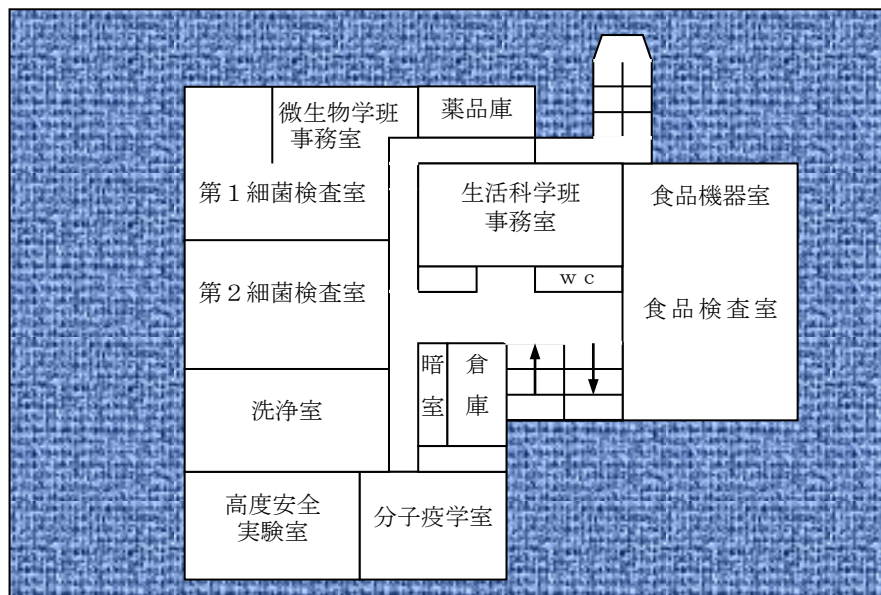 微生物学班
事務室
薬品庫
第１細菌検査室
生活科学班
事務室
食品機器室
第２細菌検査室
ｗｃ
食品検査室
暗室
倉庫
洗浄室
高度安全
実験室
分子疫学室